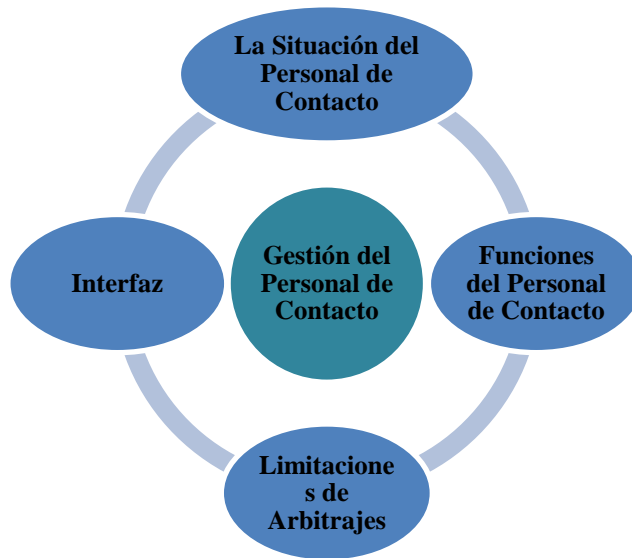 La Situación del
Personal de
Contacto
Interfaz
Gestión del
Personal de
Contacto
Funciones
del Personal
de Contacto
Limitacione
s de
Arbitrajes